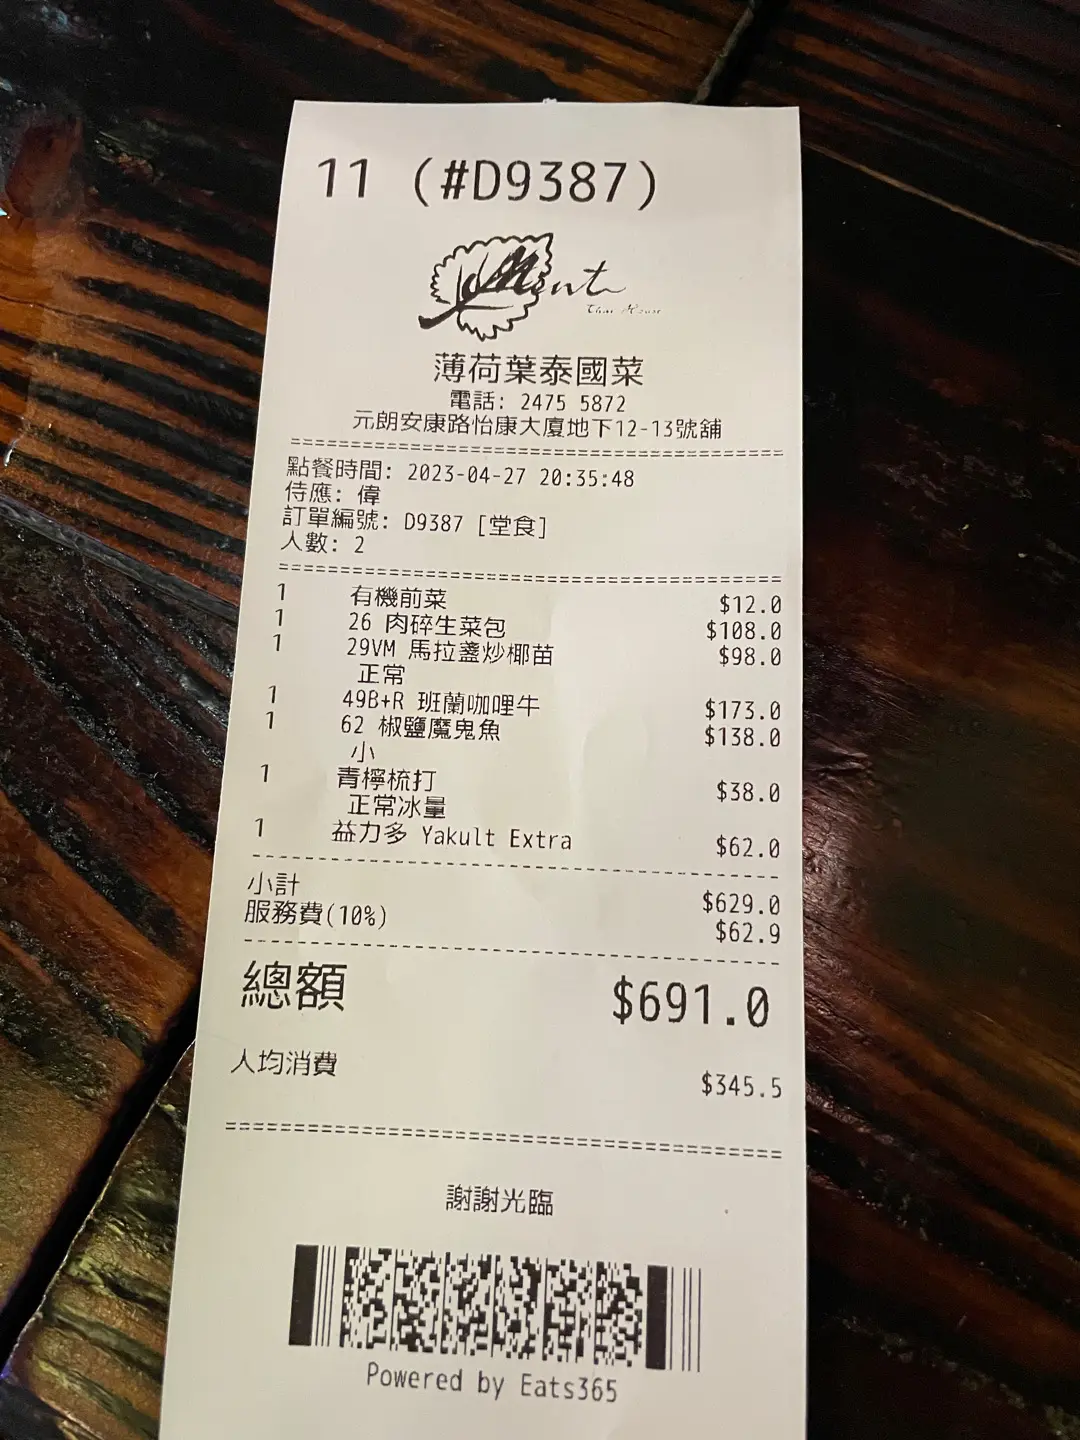 11 (#D9387)
Mint
Thai House
薄荷葉泰國菜
電話: 2475 5872
元朗安康路怡康大廈地下12-13號舖
點餐時間: 2023-04-27 20:35:48
侍應: 偉
訂單編號: D9387 [堂食]
人數: 2
1 有機前菜 $12.0
1 26 肉碎生菜包 $108.0
1 29VM 馬拉盞炒椰苗 $98.0
正常
1 49B+R 班蘭咖哩牛 $173.0
1 62 椒鹽魔鬼魚 $138.0
小
1 青檸梳打 $38.0
正常冰量
1 益力多 Yakult Extra $62.0
小計 $629.0
服務費(10%) $62.9
總額 $691.0
人均消費 $345.5
謝謝光臨
Powered by Eats365